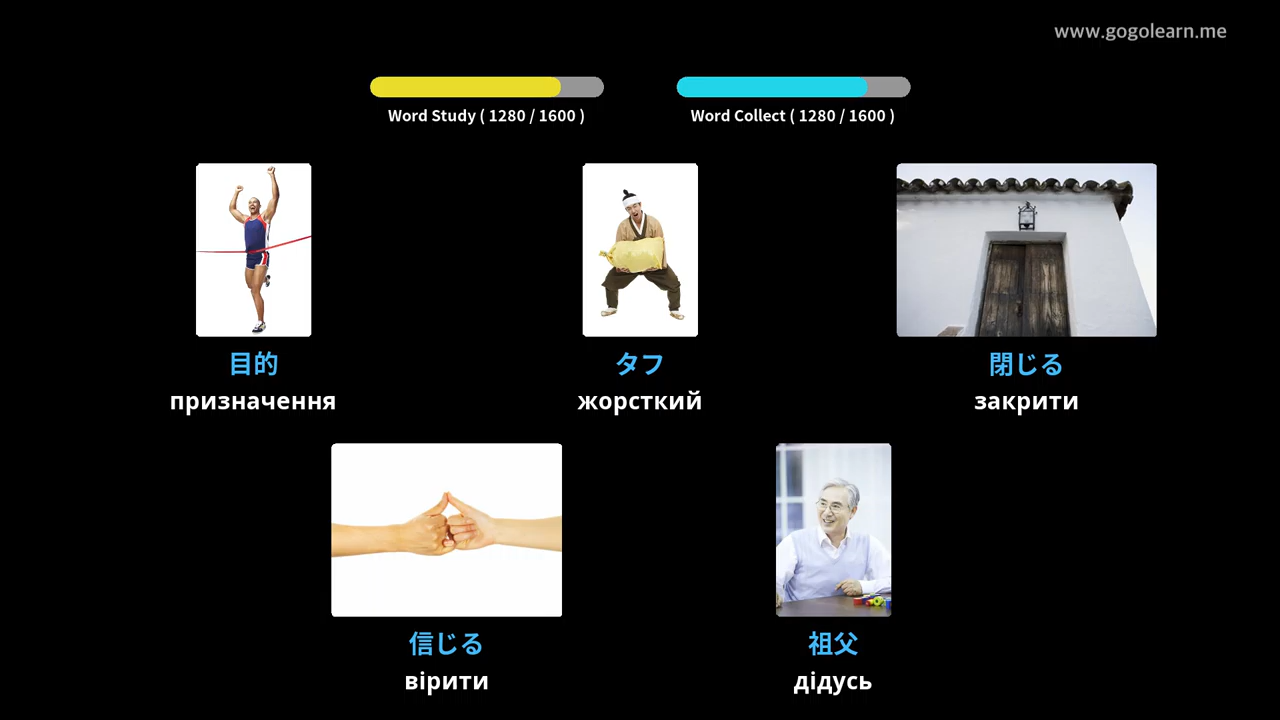 www.gogolearn.me
Word Study ( 1280 / 1600 )
Word Collect ( 1280 / 1600 )
目的
призначення
タフ
жорсткий
閉じる
закрити
信じる
вірити
祖父
дідусь